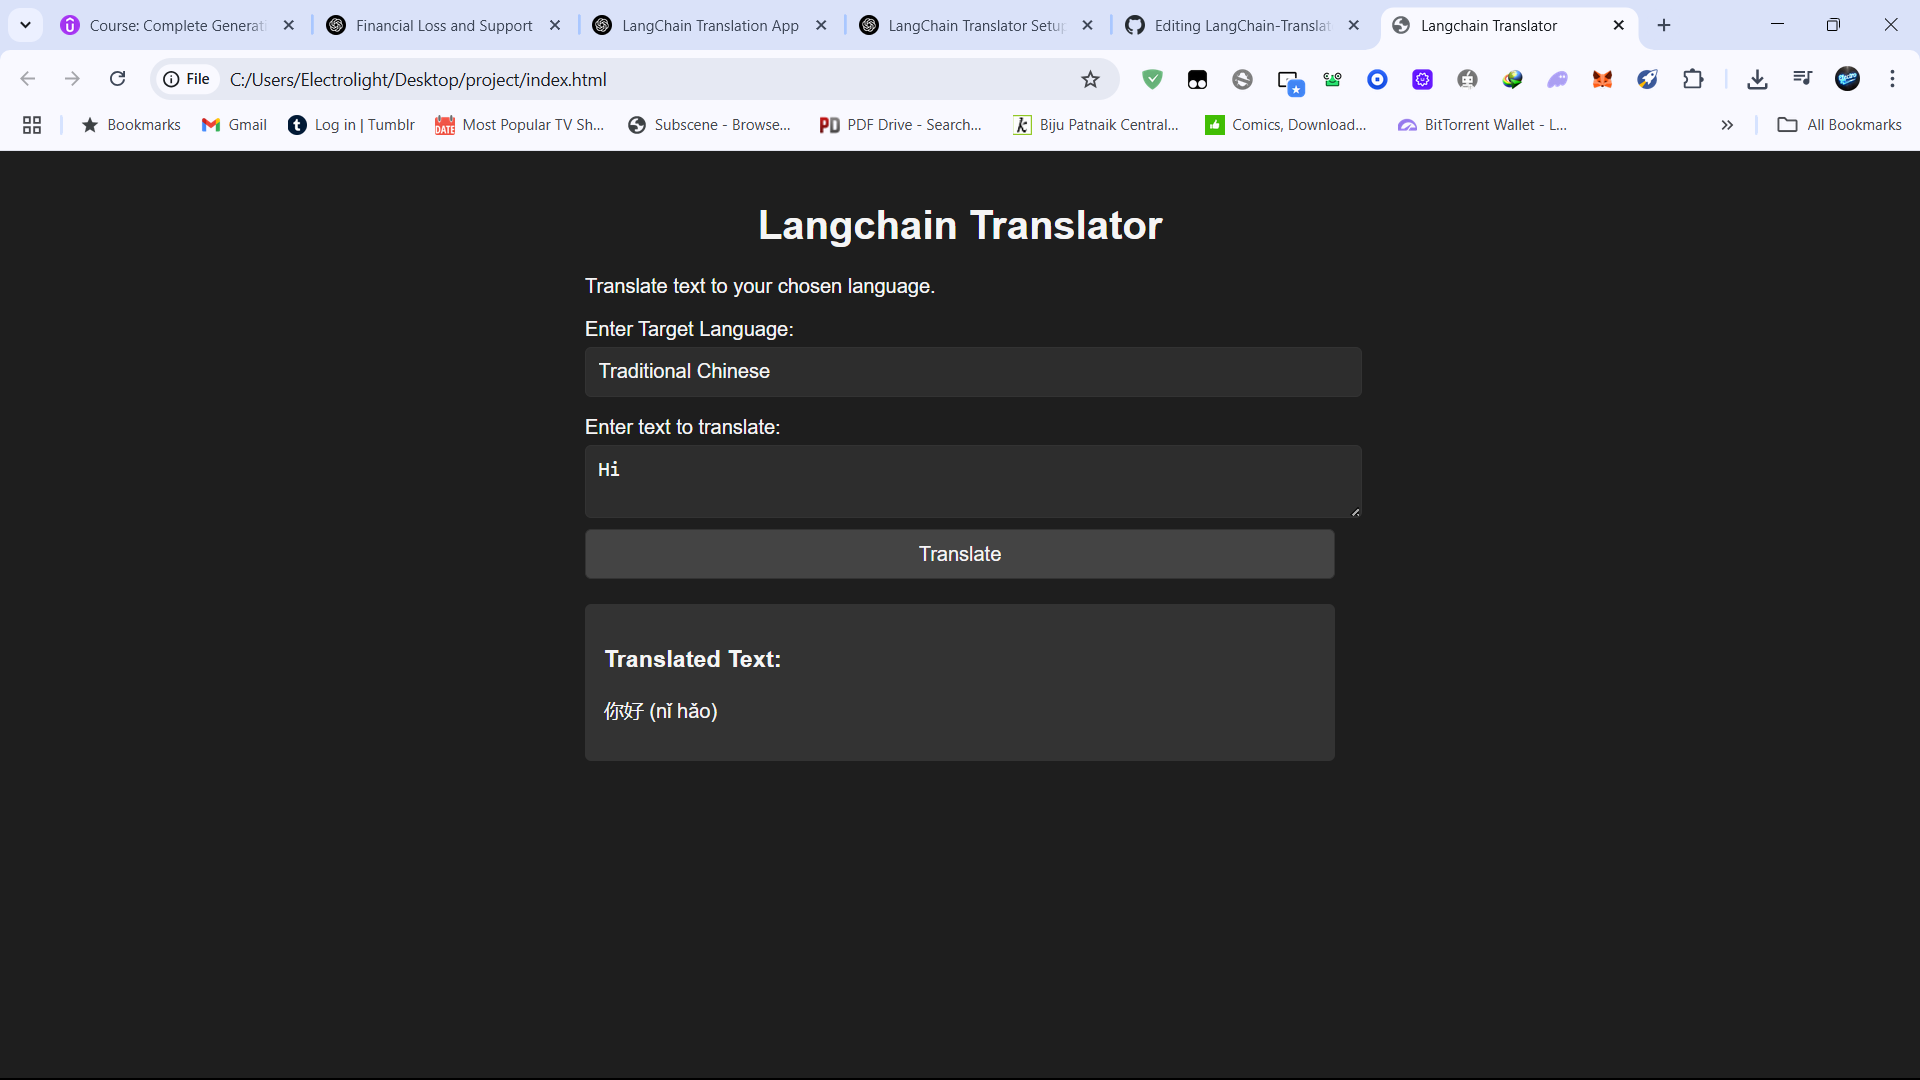 Course: Complete Generati
Financial Loss and Support
LangChain Translation App
LangChain Translator Setup
Editing LangChain-Translat
Langchain Translator
File
C:/Users/Electrolight/Desktop/project/index.html
Bookmarks
Gmail
Log in | Tumblr
Most Popular TV Sh...
Subscene - Browse...
PDF Drive - Search...
Biju Patnaik Central...
Comics, Download...
BitTorrent Wallet - L...
All Bookmarks
Langchain Translator
Translate text to your chosen language.
Enter Target Language:
Traditional Chinese
Enter text to translate:
Hi
Translate
Translated Text:
你好 (nǐ hǎo)